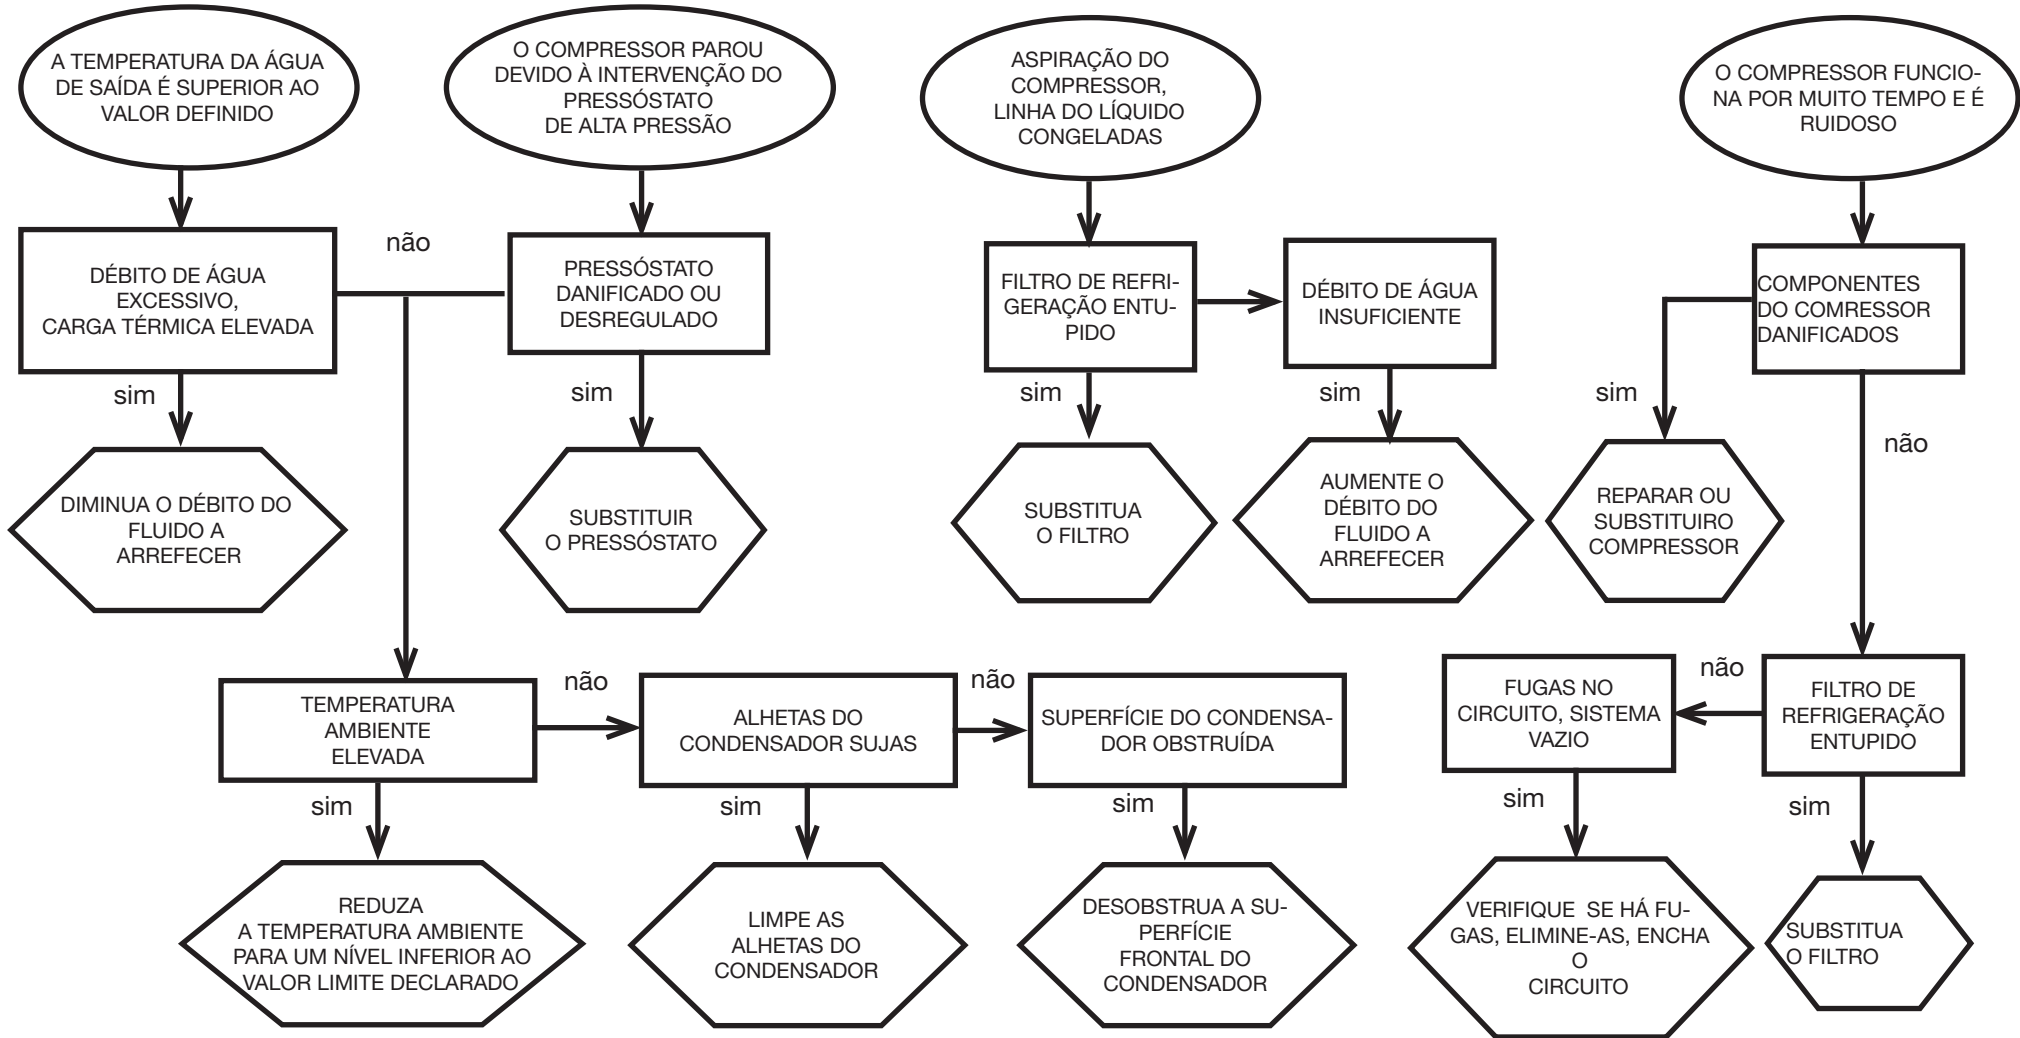 A TEMPERATURA DA ÁGUA
DE SAÍDA É SUPERIOR AO
VALOR DEFINIDO
O COMPRESSOR PAROU
DEVIDO À INTERVENÇÃO DO
PRESSÓSTATO
DE ALTA PRESSÃO
ASPIRAÇÃO DO
COMPRESSOR,
LINHA DO LÍQUIDO
CONGELADAS
O COMPRESSOR FUNCIO-
NA POR MUITO TEMPO E É
RUIDOSO
DÉBITO DE ÁGUA
EXCESSIVO,
CARGA TÉRMICA ELEVADA
não
PRESSÓSTATO
DANIFICADO OU
DESREGULADO
FILTRO DE REFRI-
GERAÇÃO ENTU-
PIDO
DÉBITO DE ÁGUA
INSUFICIENTE
COMPONENTES
DO COMRESSOR
DANIFICADOS
sim
sim
sim
sim
sim
não
DIMINUA O DÉBITO DO
FLUIDO A
ARREFECER
SUBSTITUIR
O PRESSÓSTATO
SUBSTITUA
O FILTRO
AUMENTE O
DÉBITO DO
FLUIDO A
ARREFECER
REPARAR OU
SUBSTITUIRO
COMPRESSOR
TEMPERATURA
AMBIENTE
ELEVADA
não
ALHETAS DO
CONDENSADOR SUJAS
não
SUPERFÍCIE DO CONDENSA-
DOR OBSTRUÍDA
FUGAS NO
CIRCUITO, SISTEMA
VAZIO
não
FILTRO DE
REFRIGERAÇÃO
ENTUPIDO
sim
sim
sim
sim
sim
REDUZA
A TEMPERATURA AMBIENTE
PARA UM NÍVEL INFERIOR AO
VALOR LIMITE DECLARADO
LIMPE AS
ALHETAS DO
CONDENSADOR
DESOBSTRUA A SU-
PERFÍCIE
FRONTAL DO
CONDENSADOR
VERIFIQUE  SE HÁ FU-
GAS, ELIMINE-AS, ENCHA
O
CIRCUITO
SUBSTITUA
O FILTRO